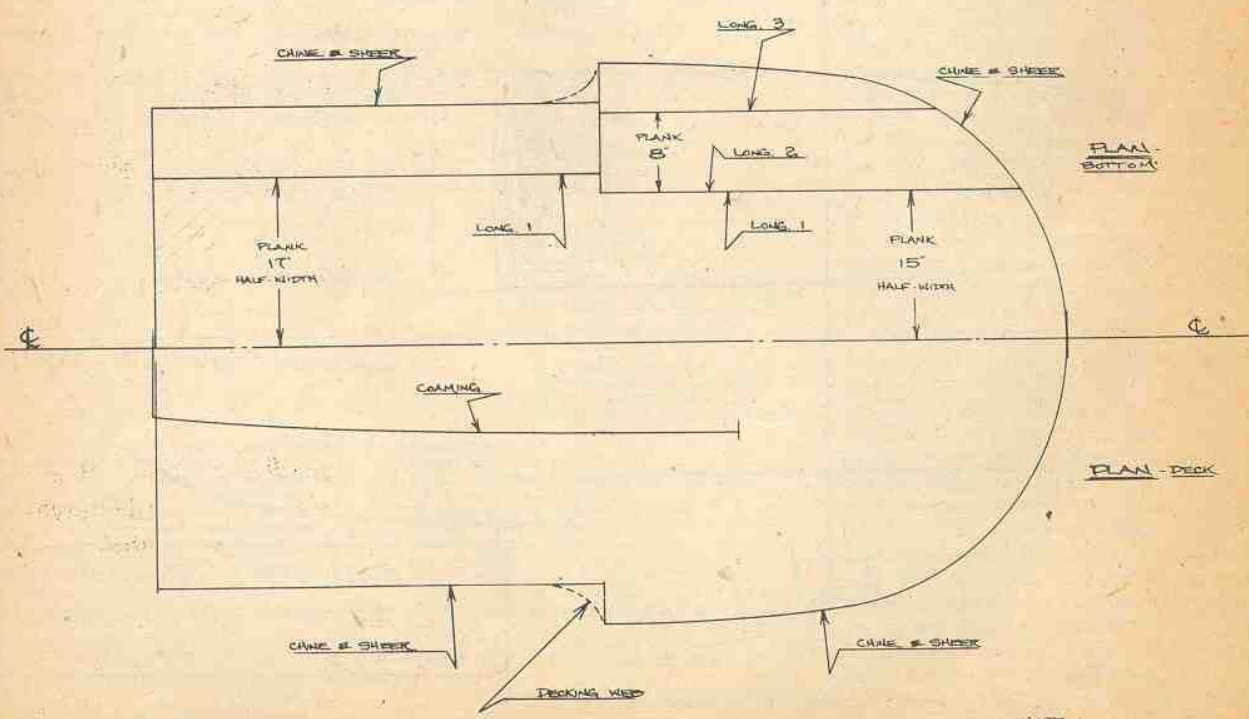 LONG. 3
CHINE & SHEER
CHINE & SHEER
PLANK
8"
LONG. 2
PLAN -
BOTTOM
LONG. 1
LONG. 1
PLANK
17"
HALF-WIDTH
PLANK
15"
HALF-WIDTH
℄
℄
COAMING
PLAN - DECK
CHINE & SHEER
CHINE & SHEER
DECKING WEB